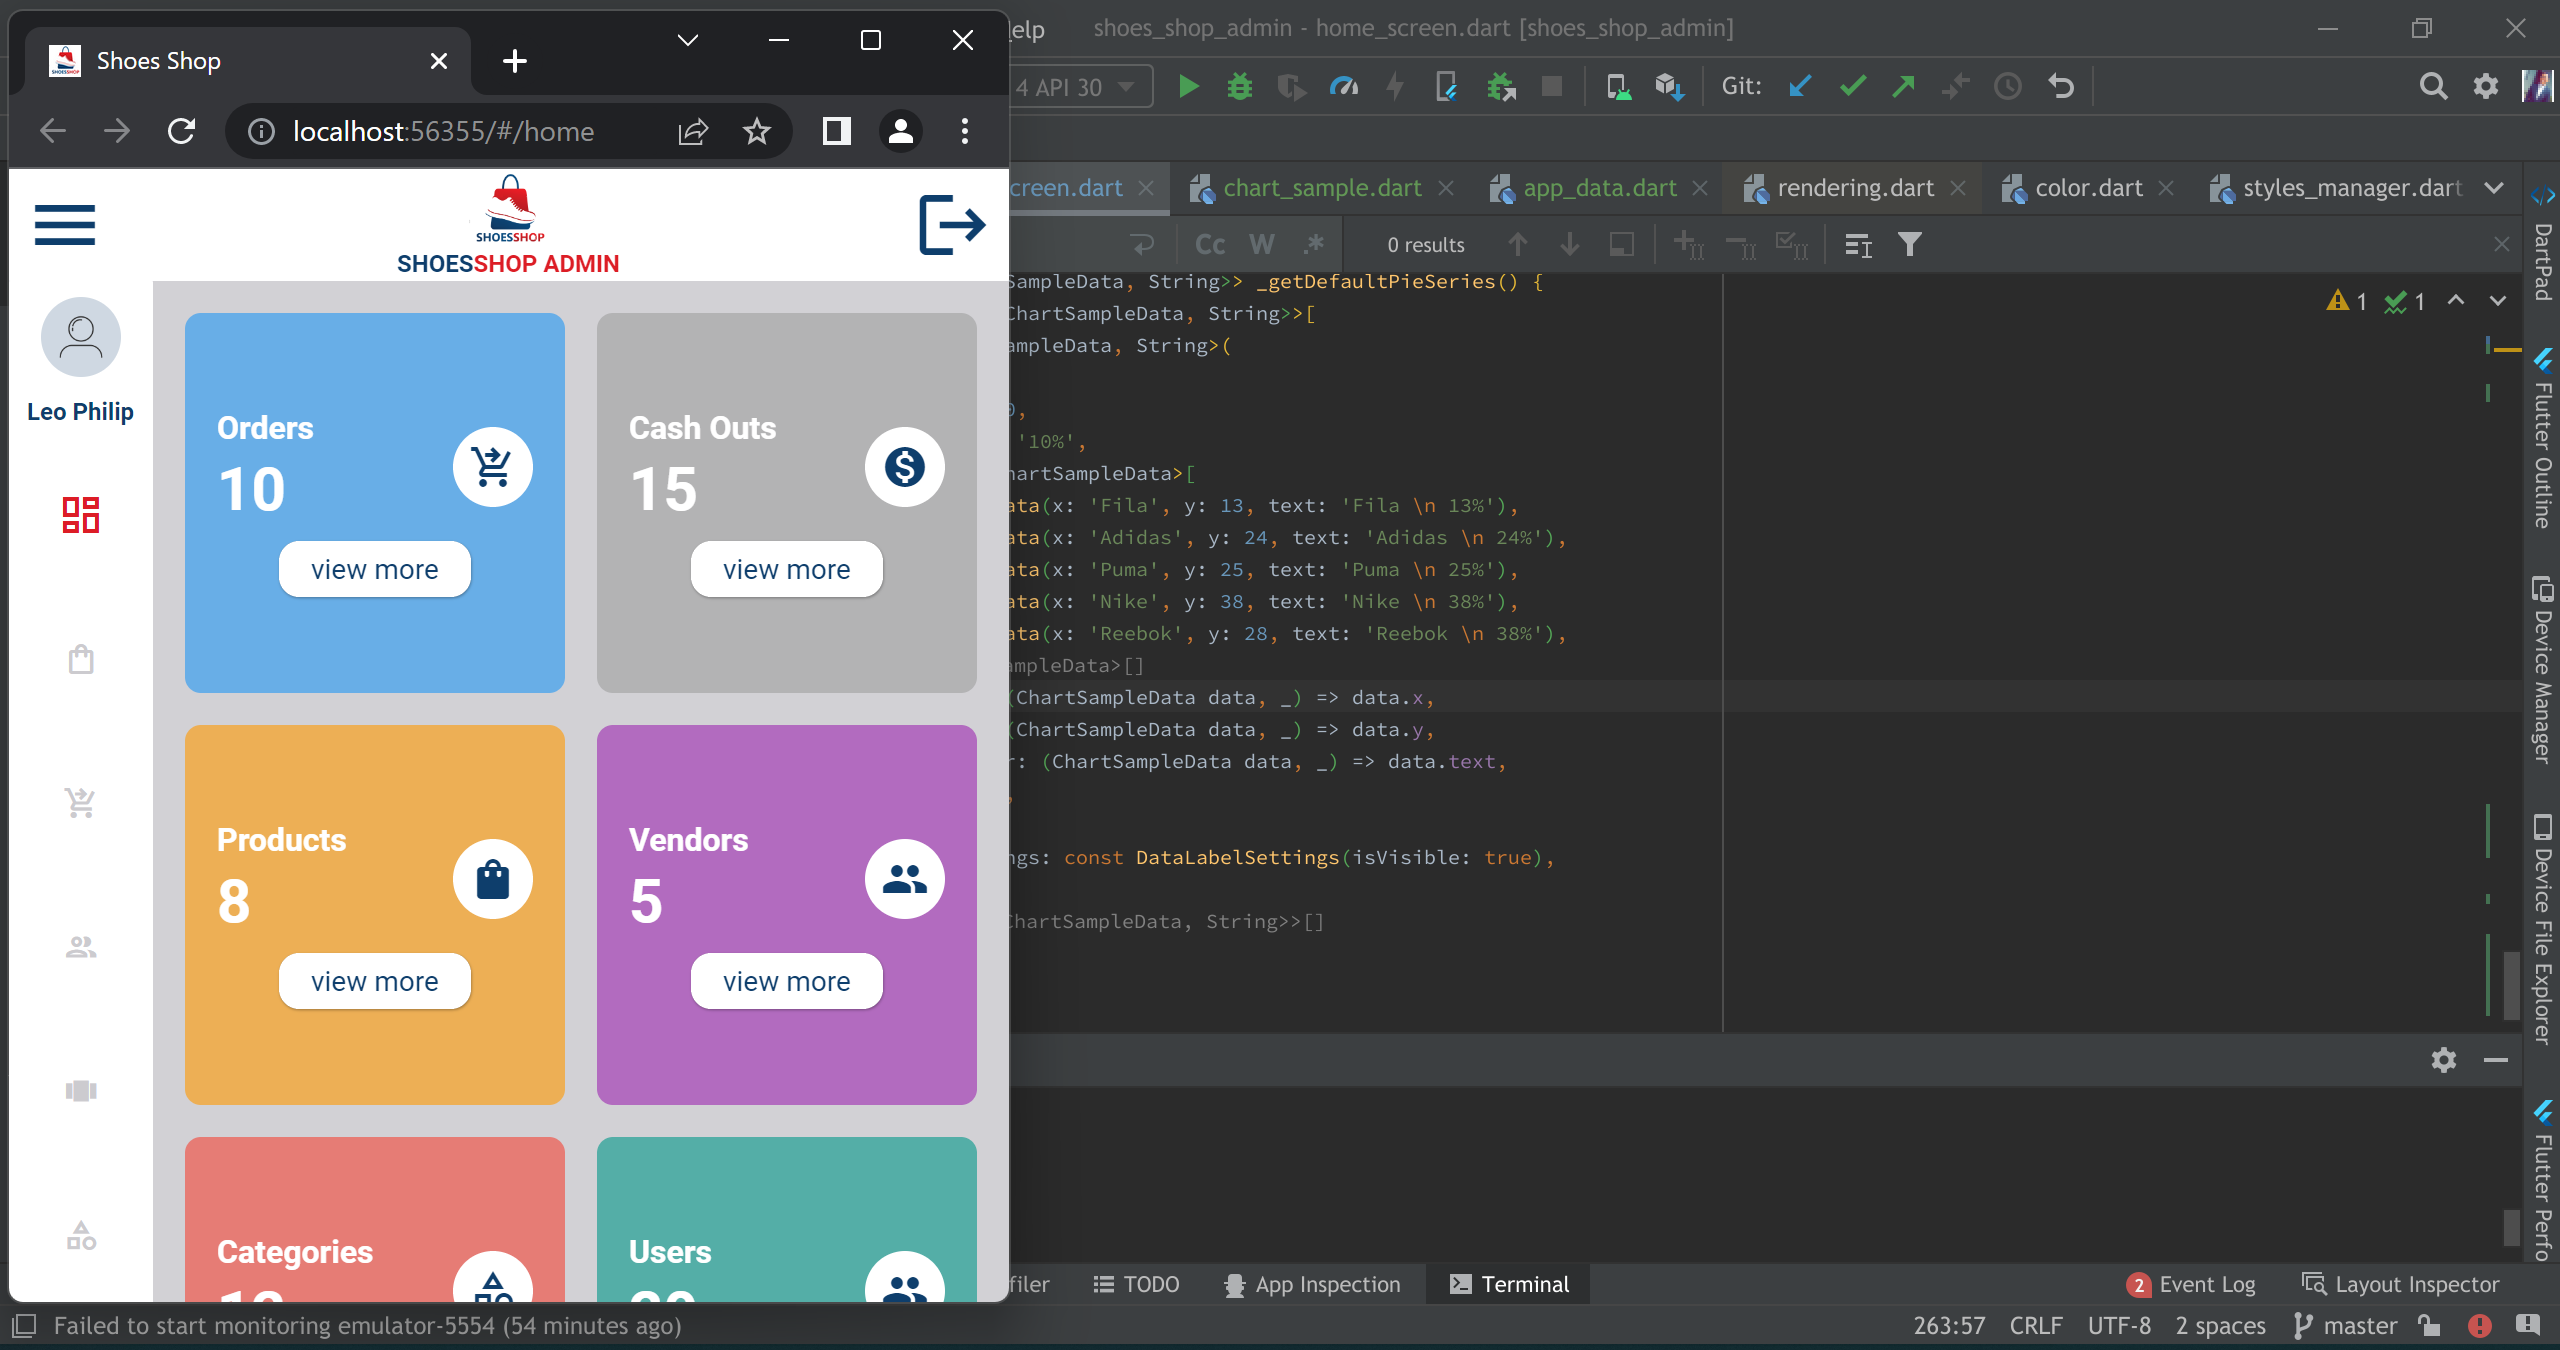 Shoes Shop
localhost:56355/#/home
SHOESSHOP
SHOESSHOP ADMIN
Leo Philip
Orders
10
view more
Cash Outs
15
view more
Products
8
view more
Vendors
5
view more
Categories
Users
elp
shoes_shop_admin - home_screen.dart [shoes_shop_admin]
4 API 30
Git:
creen.dart
chart_sample.dart
app_data.dart
rendering.dart
color.dart
styles_manager.dart
Cc
W
.*
0 results
1
1
SampleData, String>> _getDefaultPieSeries() {
ChartSampleData, String>>[
ampleData, String>(
0,
'10%',
hartSampleData>[
ata(x: 'Fila', y: 13, text: 'Fila \n 13%'),
ata(x: 'Adidas', y: 24, text: 'Adidas \n 24%'),
ata(x: 'Puma', y: 25, text: 'Puma \n 25%'),
ata(x: 'Nike', y: 38, text: 'Nike \n 38%'),
ata(x: 'Reebok', y: 28, text: 'Reebok \n 38%'),
ampleData>[]
(ChartSampleData data, _) => data.x,
(ChartSampleData data, _) => data.y,
r: (ChartSampleData data, _) => data.text,
,
ngs: const DataLabelSettings(isVisible: true),
ChartSampleData, String>>[]
DartPad
Flutter Outline
Device Manager
Device File Explorer
Flutter Perfo
filer
TODO
App Inspection
Terminal
2
Event Log
Layout Inspector
Failed to start monitoring emulator-5554 (54 minutes ago)
263:57
CRLF
UTF-8
2 spaces
master